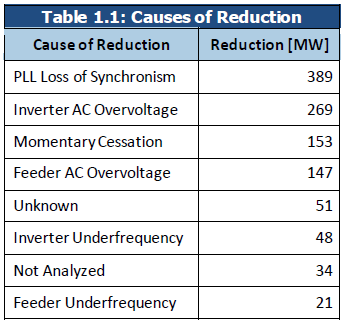 Table 1.1: Causes of Reduction
Cause of Reduction Reduction [MW]
PLL Loss of Synchronism 389
Inverter AC Overvoltage 269
Momentary Cessation 153
Feeder AC Overvoltage 147
Unknown 51
Inverter Underfrequency 48
Not Analyzed 34
Feeder Underfrequency 21